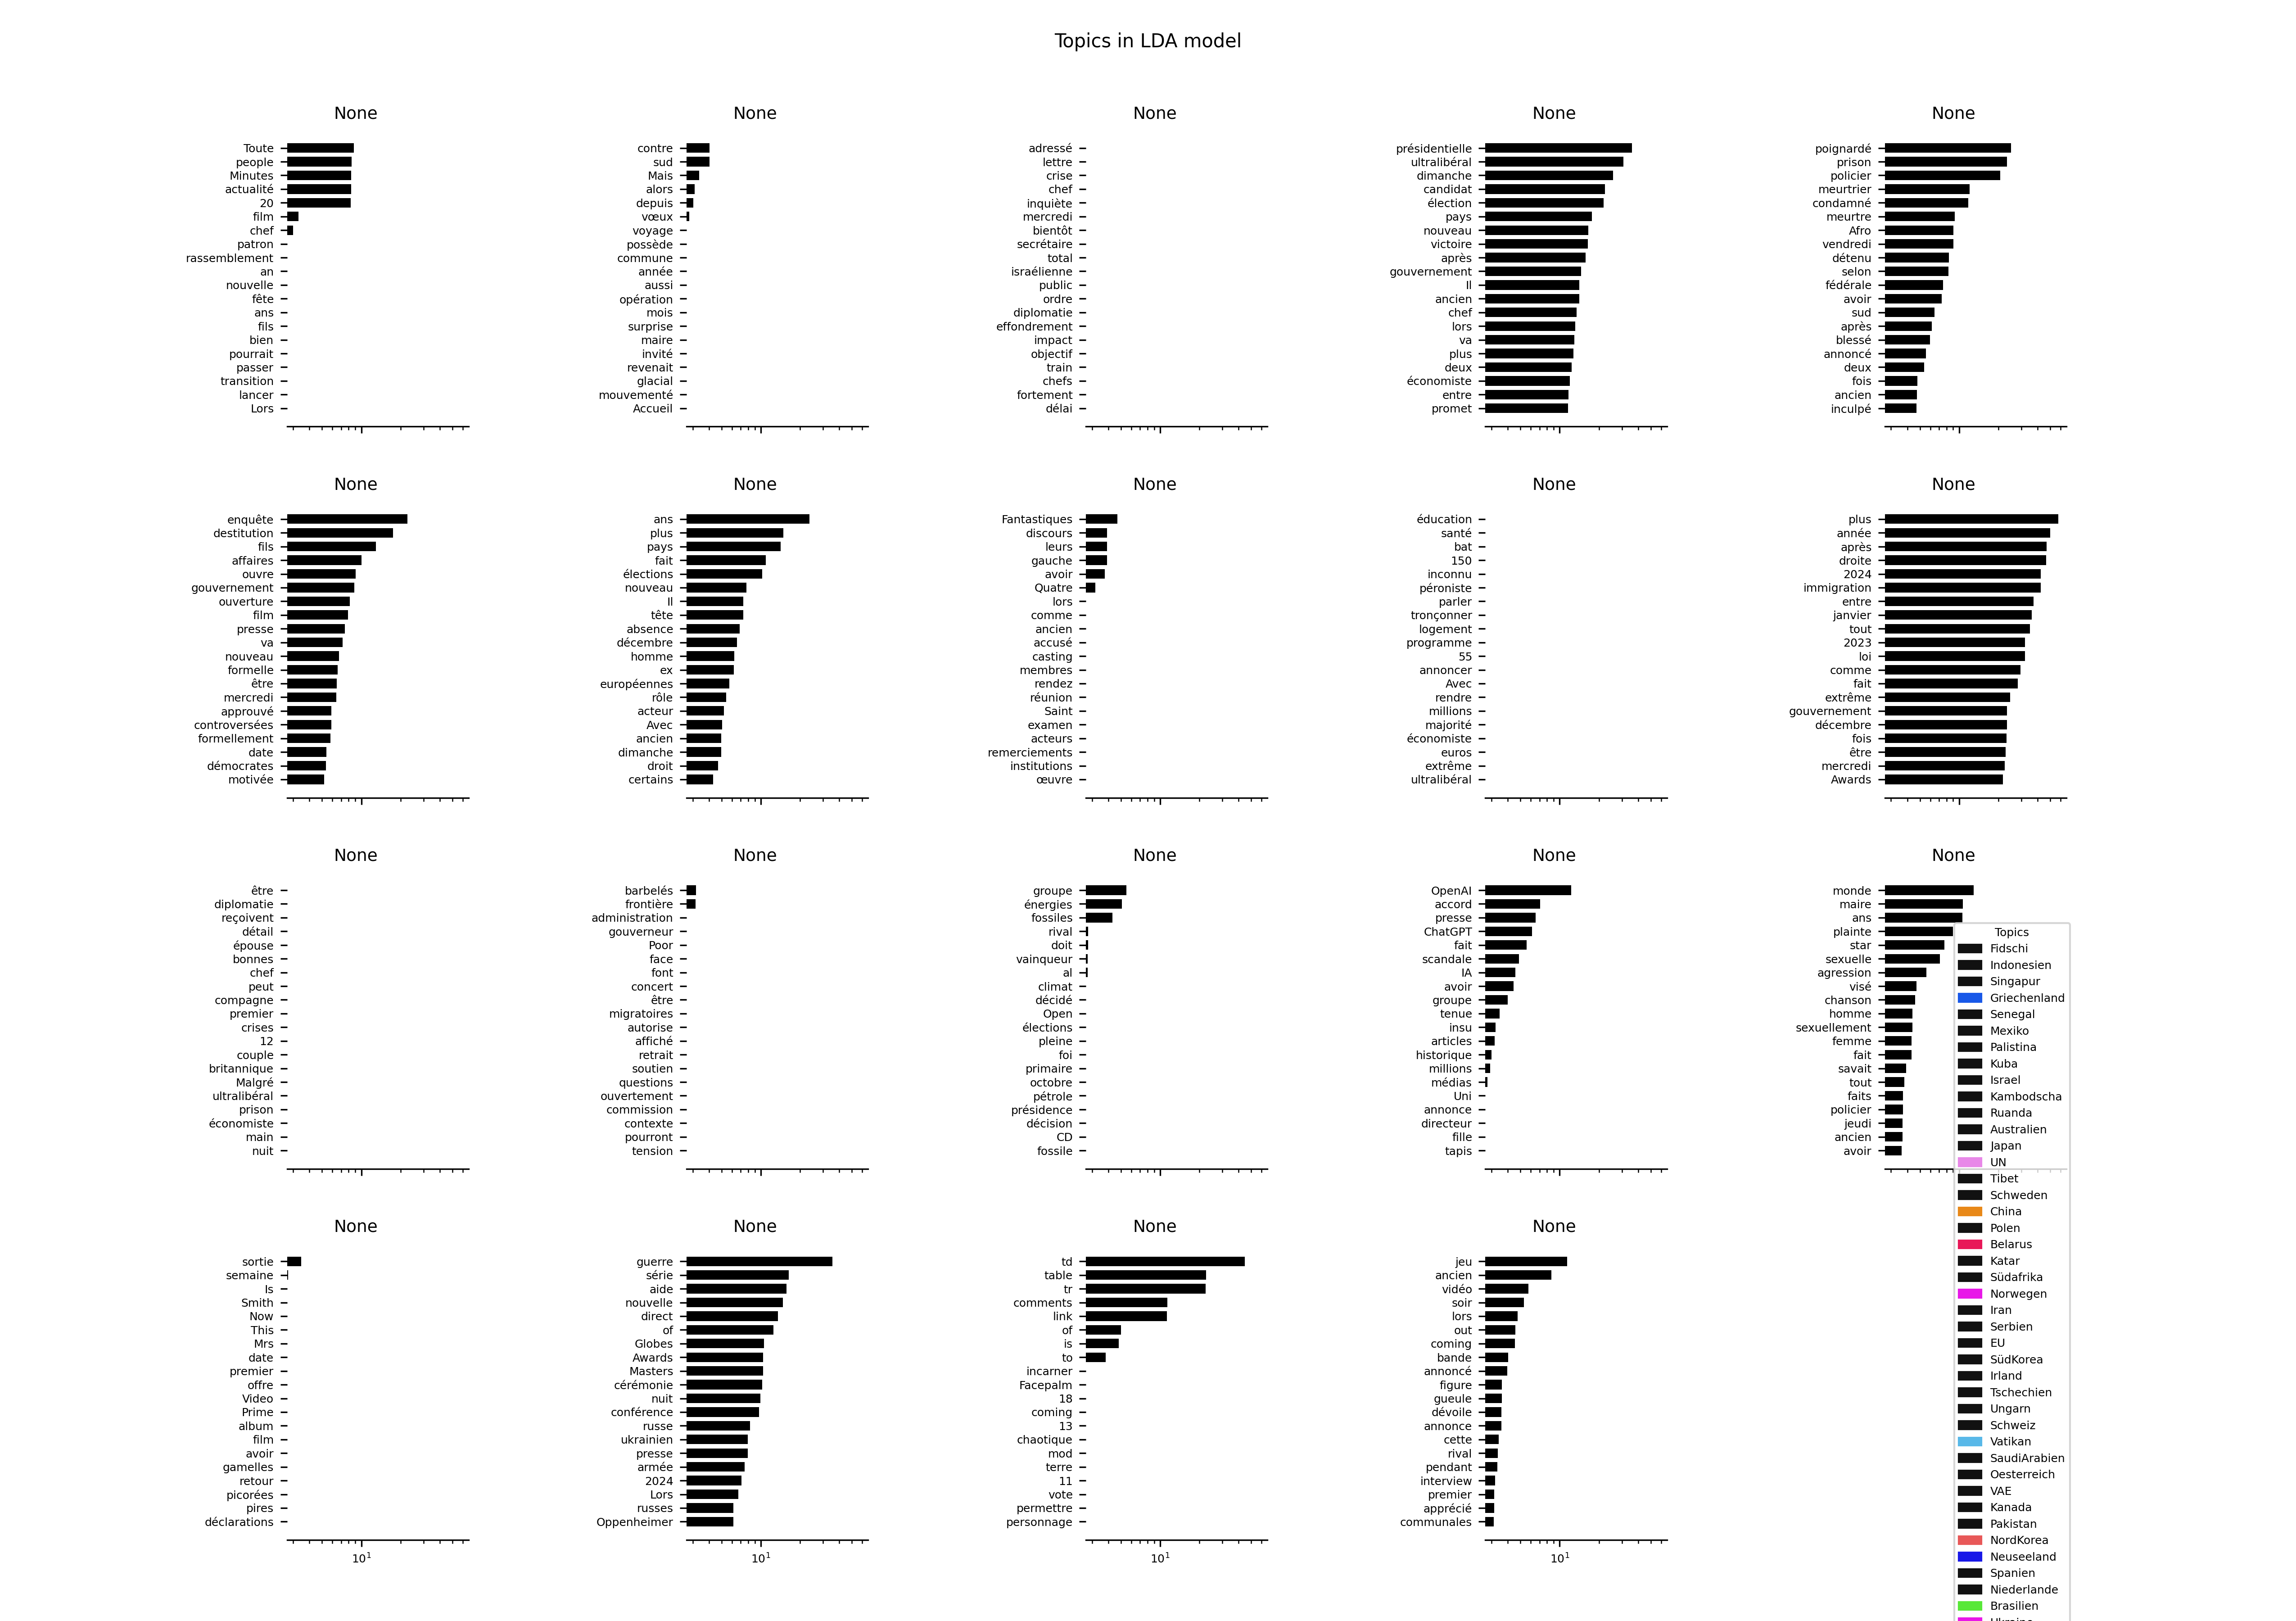 Topics in LDA model
None
Toute
people
Minutes
actualité
20
film
chef
patron
rassemblement
an
nouvelle
fête
ans
fils
bien
pourrait
passer
transition
lancer
Lors
None
contre
sud
Mais
alors
depuis
vœux
voyage
possède
commune
année
aussi
opération
mois
surprise
maire
invité
revenait
glacial
mouvementé
Accueil
None
adressé
lettre
crise
chef
inquiète
mercredi
bientôt
secrétaire
total
israélienne
public
ordre
diplomatie
effondrement
impact
objectif
train
chefs
fortement
délai
None
présidentielle
ultralibéral
dimanche
candidat
élection
pays
nouveau
victoire
après
gouvernement
Il
ancien
chef
lors
va
plus
deux
économiste
entre
promet
None
poignardé
prison
policier
meurtrier
condamné
meurtre
Afro
vendredi
détenu
selon
fédérale
avoir
sud
après
blessé
annoncé
deux
fois
ancien
inculpé
None
enquête
destitution
fils
affaires
ouvre
gouvernement
ouverture
film
presse
va
nouveau
formelle
être
mercredi
approuvé
controversées
formellement
date
démocrates
motivée
None
ans
plus
pays
fait
élections
nouveau
Il
tête
absence
décembre
homme
ex
européennes
rôle
acteur
Avec
ancien
dimanche
droit
certains
None
Fantastiques
discours
leurs
gauche
avoir
Quatre
lors
comme
ancien
accusé
casting
membres
rendez
réunion
Saint
examen
acteurs
remerciements
institutions
œuvre
None
éducation
santé
bat
150
inconnu
péroniste
parler
tronçonner
logement
programme
55
annoncer
Avec
rendre
millions
majorité
économiste
euros
extrême
ultralibéral
None
plus
année
après
droite
2024
immigration
entre
janvier
tout
2023
loi
comme
fait
extrême
gouvernement
décembre
fois
être
mercredi
Awards
None
être
diplomatie
reçoivent
détail
épouse
bonnes
chef
peut
compagne
premier
crises
12
couple
britannique
Malgré
ultralibéral
prison
économiste
main
nuit
None
barbelés
frontière
administration
gouverneur
Poor
face
font
concert
être
migratoires
autorise
affiché
retrait
soutien
questions
ouvertement
commission
contexte
pourront
tension
None
groupe
énergies
fossiles
rival
doit
vainqueur
al
climat
décidé
Open
élections
pleine
foi
primaire
octobre
pétrole
présidence
décision
CD
fossile
None
OpenAI
accord
presse
ChatGPT
fait
scandale
IA
avoir
groupe
tenue
insu
articles
historique
millions
médias
Uni
annonce
directeur
fille
tapis
None
monde
maire
ans
plainte
star
sexuelle
agression
visé
chanson
homme
sexuellement
femme
fait
savait
tout
faits
policier
jeudi
ancien
avoir
None
sortie
semaine
Is
Smith
Now
This
Mrs
date
premier
offre
Video
Prime
album
film
avoir
gamelles
retour
picorées
pires
déclarations
10¹
None
guerre
série
aide
nouvelle
direct
of
Globes
Awards
Masters
cérémonie
nuit
conférence
russe
ukrainien
presse
armée
2024
Lors
russes
Oppenheimer
10¹
None
td
table
tr
comments
link
of
is
to
incarner
Facepalm
18
coming
13
chaotique
mod
terre
11
vote
permettre
personnage
10¹
None
jeu
ancien
vidéo
soir
lors
out
coming
bande
annoncé
figure
gueule
dévoile
annonce
cette
rival
pendant
interview
premier
apprécié
communales
10¹
Topics
Fidschi
Indonesien
Singapur
Griechenland
Senegal
Mexiko
Palistina
Kuba
Israel
Kambodscha
Ruanda
Australien
Japan
UN
Tibet
Schweden
China
Polen
Belarus
Katar
Südafrika
Norwegen
Iran
Serbien
EU
SüdKorea
Irland
Tschechien
Ungarn
Schweiz
Vatikan
SaudiArabien
Oesterreich
VAE
Kanada
Pakistan
NordKorea
Neuseeland
Spanien
Niederlande
Brasilien